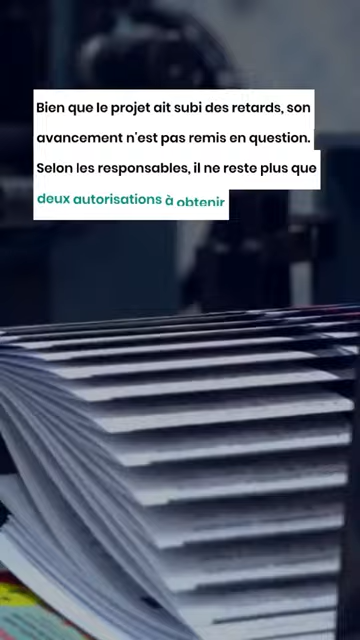 Bien que le projet ait subi des retards, son
avancement n'est pas remis en question.
Selon les responsables, il ne reste plus que
deux autorisations à obtenir